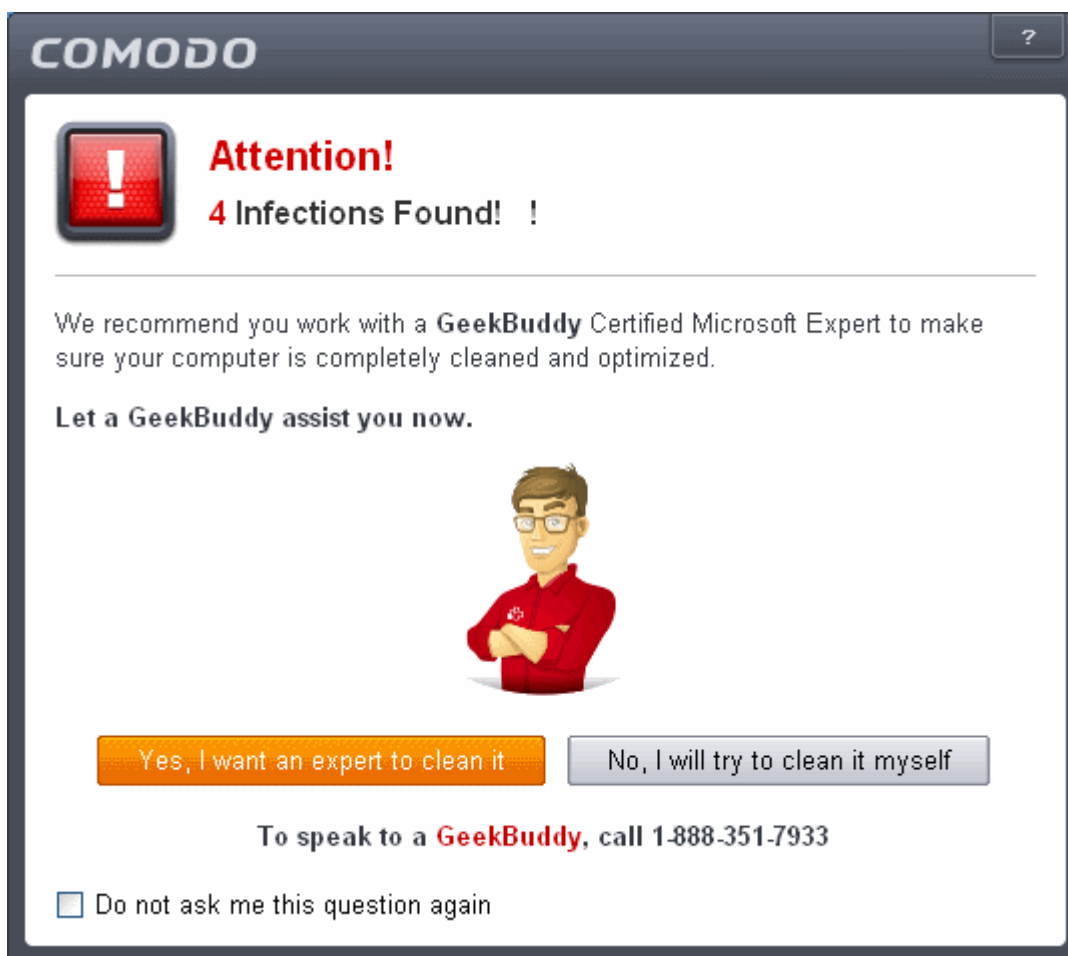 COMODO
?
Attention!
4 Infections Found! !
We recommend you work with a GeekBuddy Certified Microsoft Expert to make
sure your computer is completely cleaned and optimized.
Let a GeekBuddy assist you now.
Yes, I want an expert to clean it
No, I will try to clean it myself
To speak to a GeekBuddy, call 1-888-351-7933
Do not ask me this question again